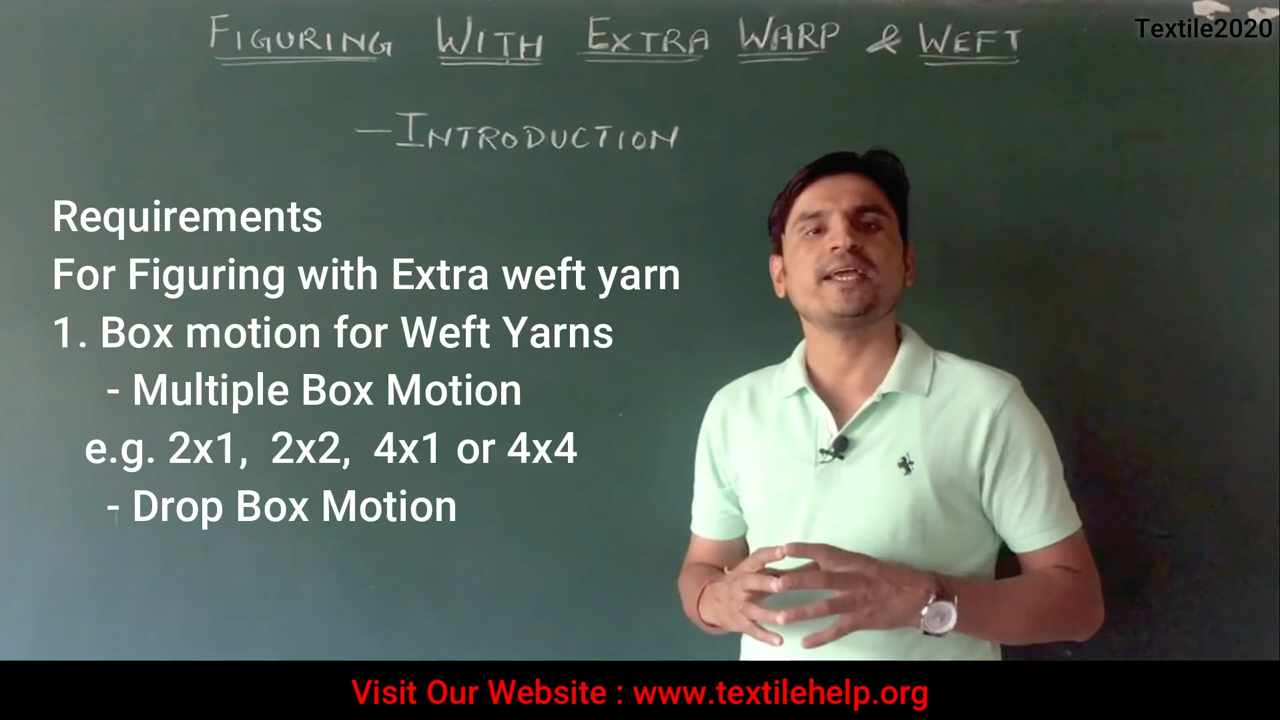 FIGURING WITH EXTRA WARP & WEFT
Textile2020
—INTRODUCTION
Requirements
For Figuring with Extra weft yarn
1. Box motion for Weft Yarns
- Multiple Box Motion
e.g. 2x1, 2x2, 4x1 or 4x4
- Drop Box Motion
Visit Our Website : www.textilehelp.org